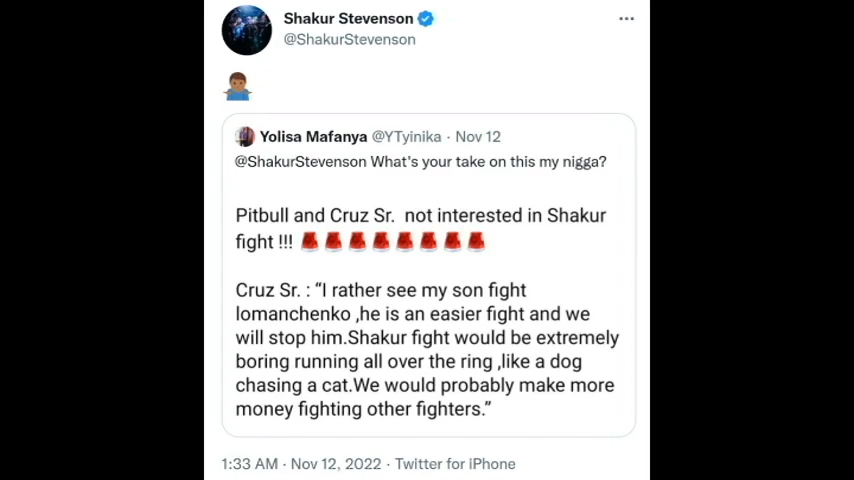 Shakur Stevenson
@ShakurStevenson
🤷🏽‍♂️
Yolisa Mafanya @YTyinika · Nov 12
@ShakurStevenson What's your take on this my nigga?
Pitbull and Cruz Sr. not interested in Shakur
fight !!! 🚨🚨🚨🚨🚨🚨🚨🚨
Cruz Sr. : “I rather see my son fight
lomanchenko ,he is an easier fight and we
will stop him.Shakur fight would be extremely
boring running all over the ring ,like a dog
chasing a cat.We would probably make more
money fighting other fighters.”
1:33 AM · Nov 12, 2022 · Twitter for iPhone